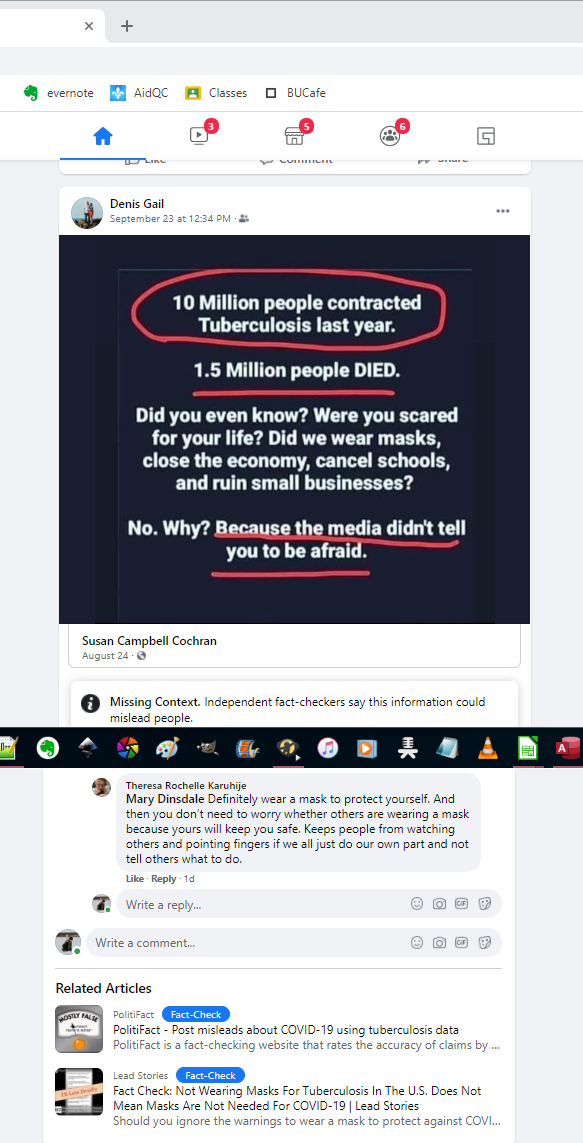 evernote AidQC Classes BUCafe
3 5 6
Like Comment Share
Denis Gail
September 23 at 12:34 PM ·
10 Million people contracted
Tuberculosis last year.
1.5 Million people DIED.
Did you even know? Were you scared
for your life? Did we wear masks,
close the economy, cancel schools,
and ruin small businesses?
No. Why? Because the media didn't tell
you to be afraid.
Susan Campbell Cochran
August 24 ·
Missing Context. Independent fact-checkers say this information could
mislead people.
Theresa Rochelle Karuhije
Mary Dinsdale Definitely wear a mask to protect yourself. And
then you don't need to worry whether others are wearing a mask
because yours will keep you safe. Keeps people from watching
others and pointing fingers if we all just do our own part and not
tell others what to do.
Like · Reply · 1d
Write a reply...
GIF
Write a comment...
GIF
Related Articles
MOSTLY FALSE
PolitiFact Fact-Check
PolitiFact - Post misleads about COVID-19 using tuberculosis data
PolitiFact is a fact-checking website that rates the accuracy of claims by ...
Lead Stories Fact-Check
Fact Check: Not Wearing Masks For Tuberculosis In The U.S. Does Not
Mean Masks Are Not Needed For COVID-19 | Lead Stories
Should you ignore the warnings to wear a mask to protect against COVI...